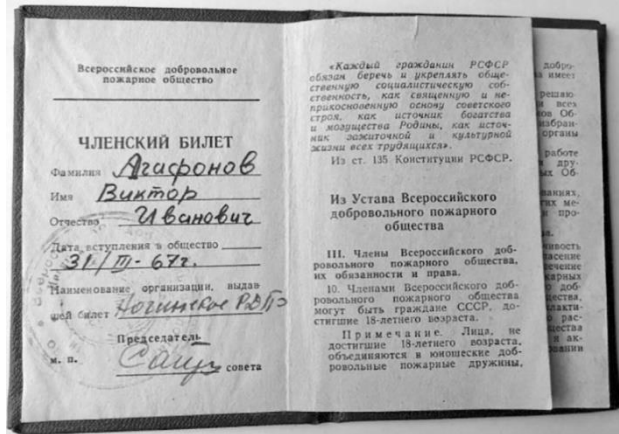 Всероссийское добровольное
пожарное общество
ЧЛЕНСКИЙ БИЛЕТ
Фамилия Агафонов
Имя Виктор
Отчество Иванович
Дата вступления в общество
31/III-67г.
Наименование организации, выдав-
шей билет
Председатель
м. п. совета
«Каждый гражданин РСФСР
обязан беречь и укреплять обще-
ственную социалистическую соб-
ственность, как священную и не-
прикосновенную основу советского
строя, как источник богатства
и могущества Родины, как источ-
ник зажиточной и культурной
жизни всех трудящихся».
Из ст. 135 Конституции РСФСР.
Из Устава Всероссийского
добровольного пожарного
общества
III. Члены Всероссийского доб-
ровольного пожарного общества,
их обязанности и права.
10. Членами Всероссийского доб-
ровольного пожарного общества
могут быть граждане СССР, до-
стигшие 18-летнего возраста.
Примечание. Лица, не
достигшие 18-летнего возраста,
объединяются в юношеские доб-
ровольные пожарные дружины,